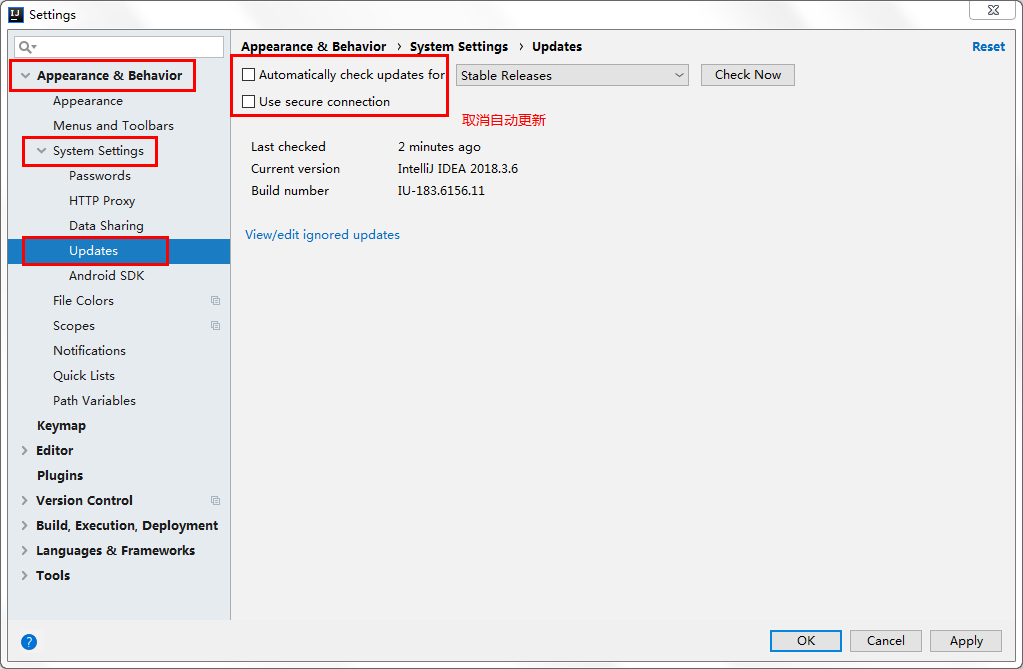 Settings
Appearance & Behavior
Appearance
Menus and Toolbars
System Settings
Passwords
HTTP Proxy
Data Sharing
Updates
Android SDK
File Colors
Scopes
Notifications
Quick Lists
Path Variables
Keymap
Editor
Plugins
Version Control
Build, Execution, Deployment
Languages & Frameworks
Tools
Appearance & Behavior › System Settings › Updates Reset
Automatically check updates for Stable Releases Check Now
Use secure connection
取消自动更新
Last checked 2 minutes ago
Current version IntelliJ IDEA 2018.3.6
Build number IU-183.6156.11
View/edit ignored updates
? OK Cancel Apply